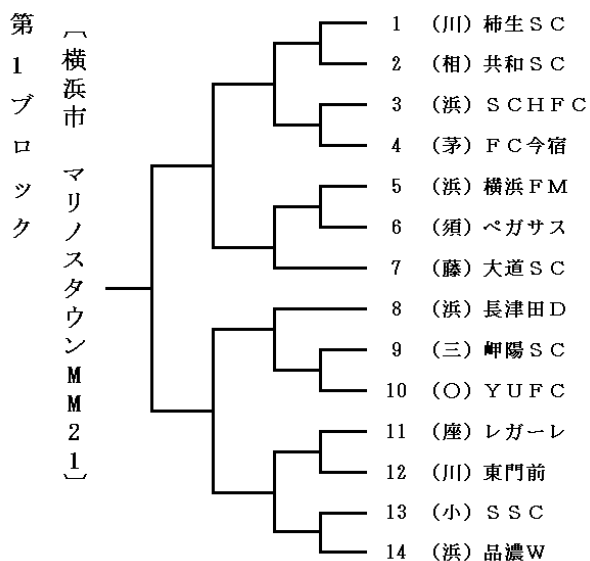 第1ブロック
〔横浜市　マリノスタウンMM21〕
1 （川）柿生ＳＣ
2 （相）共和ＳＣ
3 （浜）ＳＣＨＦＣ
4 （茅）ＦＣ今宿
5 （浜）横浜ＦＭ
6 （須）ペガサス
7 （藤）大道ＳＣ
8 （浜）長津田Ｄ
9 （三）岬陽ＳＣ
10 （〇）ＹＵＦＣ
11 （座）レガーレ
12 （川）東門前
13 （小）ＳＳＣ
14 （浜）品濃Ｗ